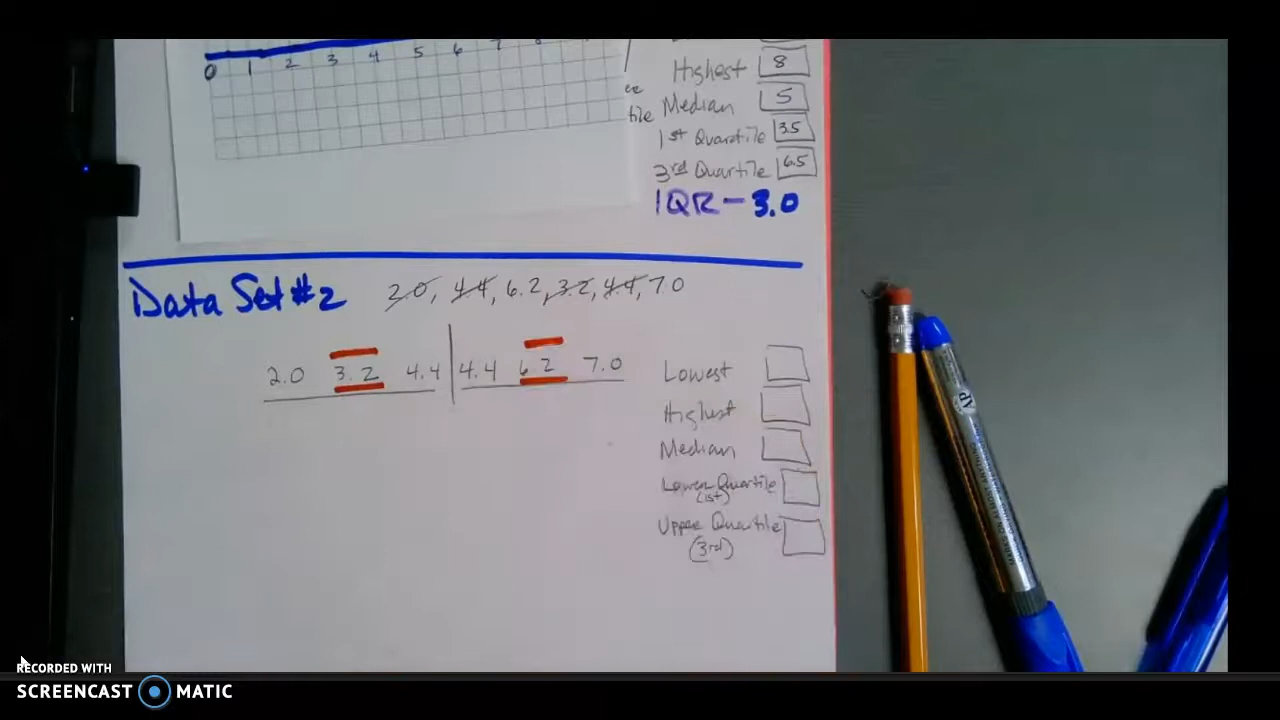 0 1 2 3 4 5 6 7
Highest 8
Median 5
tile
1st Quartile 3.5
3rd Quartile 6.5
IQR - 3.0
Data Set #2 2.0, 4.4, 6.2, 3.2, 4.4, 7.0
2.0 3.2 4.4 4.4 6.2 7.0
Lowest
Highest
Median
Lower Quartile
(1st)
Upper Quartile
(3rd)
AP
RECORDED WITH
SCREENCAST MATIC